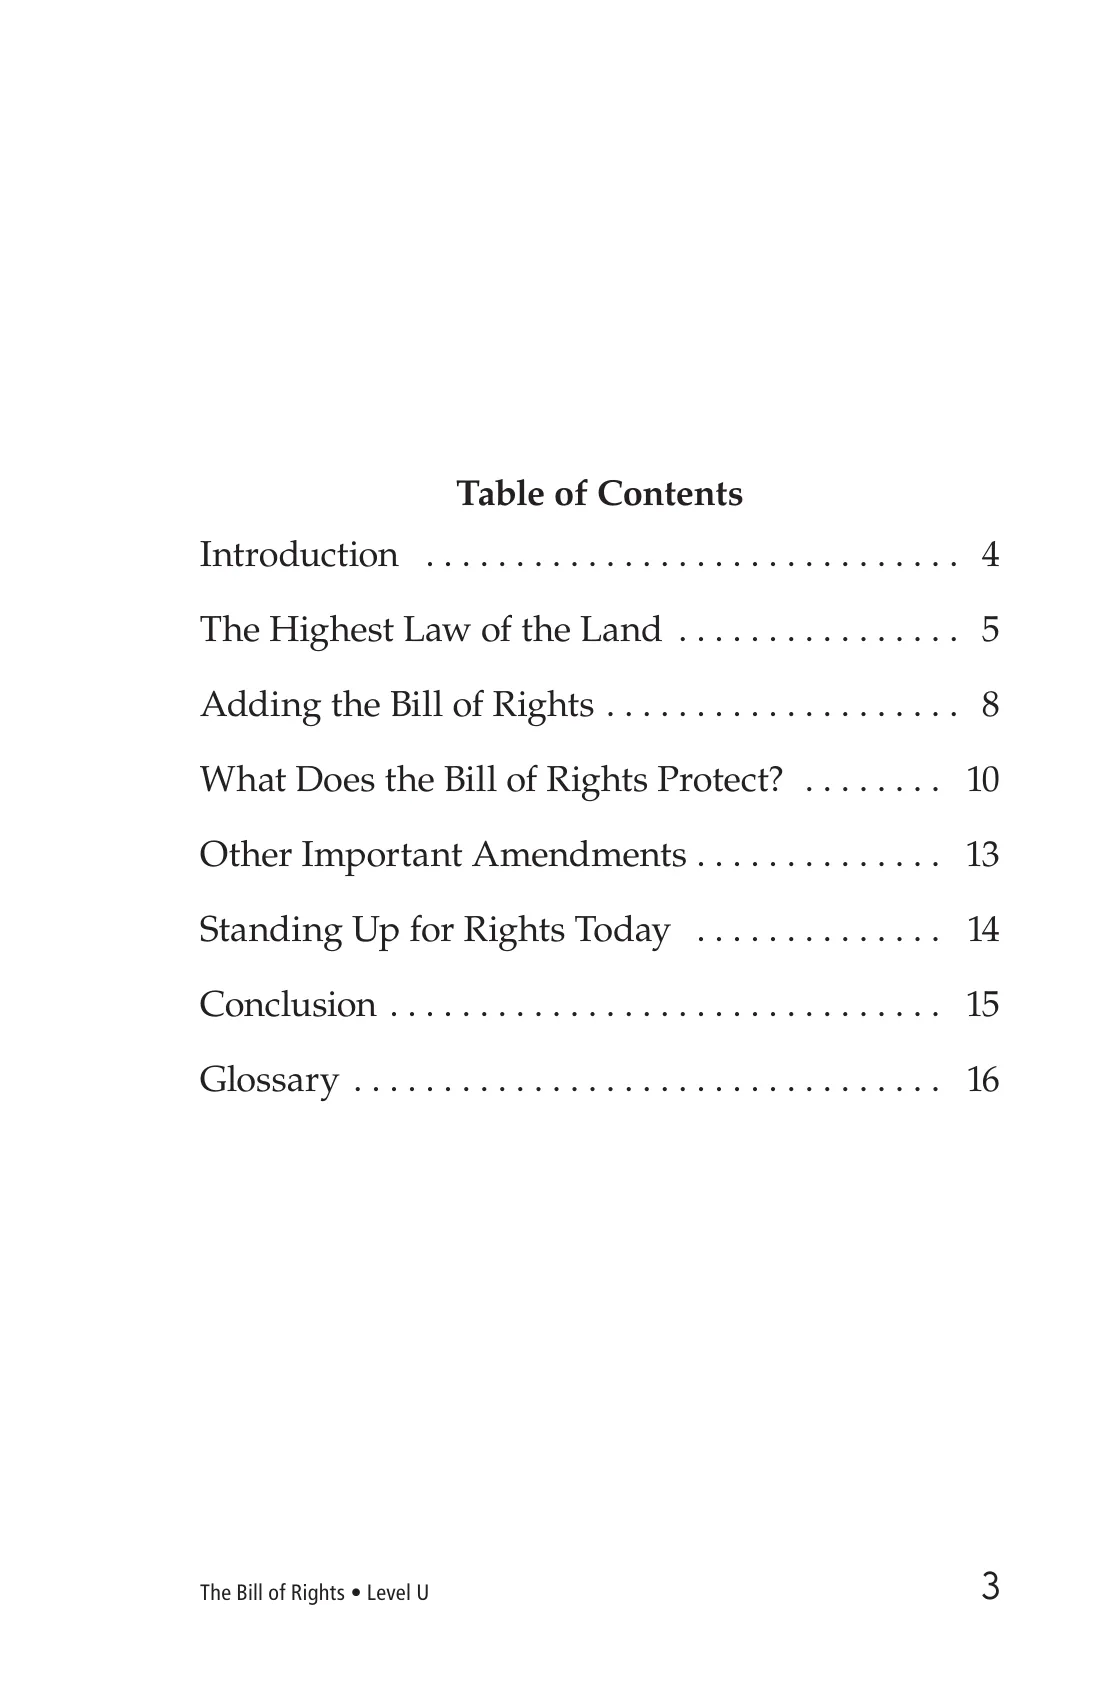 Table of Contents
Introduction . . . . . . . . . . . . . . . . . . . . . . . . . . . . . . 4
The Highest Law of the Land . . . . . . . . . . . . . . . . 5
Adding the Bill of Rights . . . . . . . . . . . . . . . . . . . . 8
What Does the Bill of Rights Protect? . . . . . . . . 10
Other Important Amendments . . . . . . . . . . . . . . 13
Standing Up for Rights Today . . . . . . . . . . . . . . 14
Conclusion . . . . . . . . . . . . . . . . . . . . . . . . . . . . . . . 15
Glossary . . . . . . . . . . . . . . . . . . . . . . . . . . . . . . . . . 16
The Bill of Rights • Level U 3